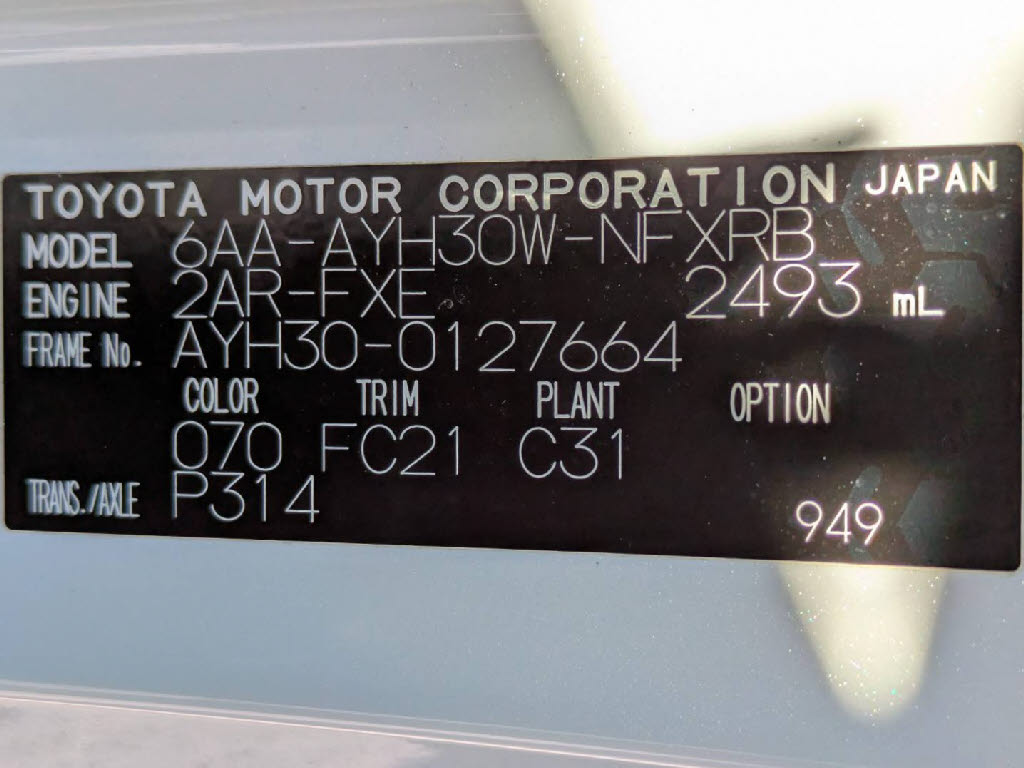 TOYOTA MOTOR CORPORATION JAPAN
MODEL 6AA-AYH30W-NFXRB
ENGINE 2AR-FXE 2493 mL
FRAME No. AYH30-0127664
COLOR TRIM PLANT OPTION
070 FC21 C31
TRANS./AXLE P314
949